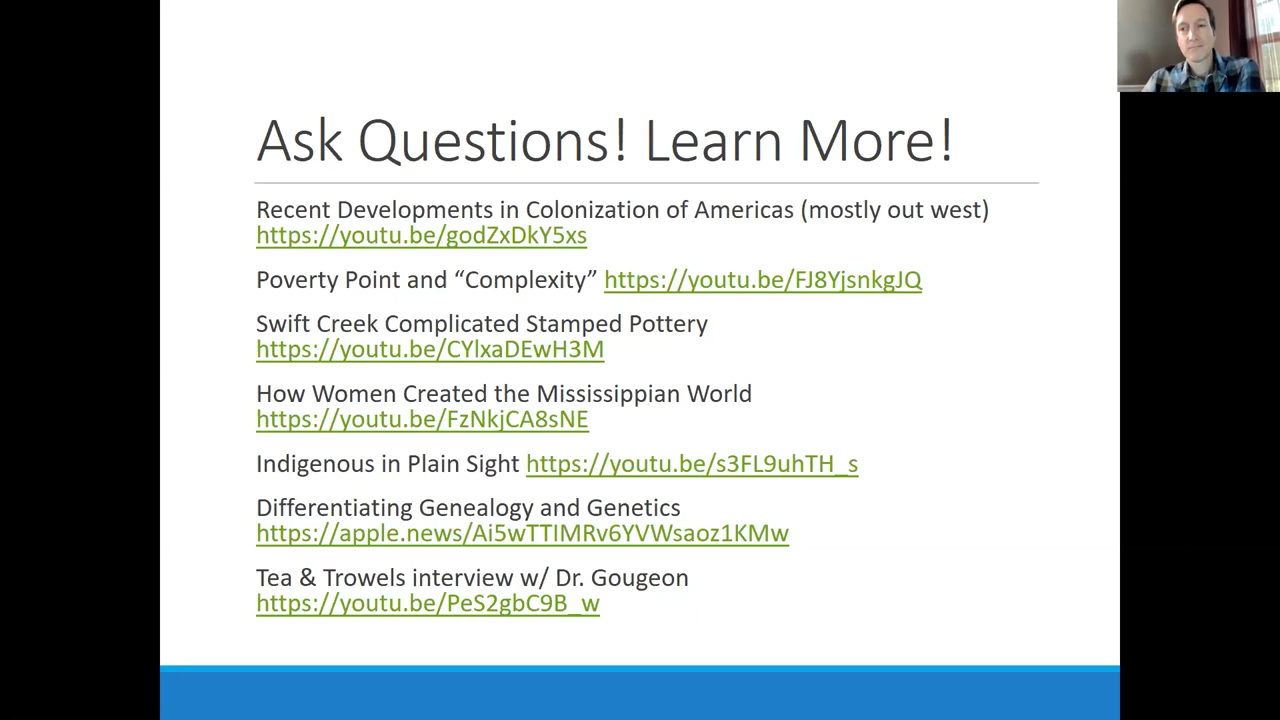 Ask Questions! Learn More!
Recent Developments in Colonization of Americas (mostly out west)
https://youtu.be/godZxDkY5xs
Poverty Point and “Complexity” https://youtu.be/FJ8YjsnkgJQ
Swift Creek Complicated Stamped Pottery
https://youtu.be/CYlxaDEwH3M
How Women Created the Mississippian World
https://youtu.be/FzNkjCA8sNE
Indigenous in Plain Sight https://youtu.be/s3FL9uhTH_s
Differentiating Genealogy and Genetics
https://apple.news/Ai5wTTIMRv6YVWsaoz1KMw
Tea & Trowels interview w/ Dr. Gougeon
https://youtu.be/PeS2gbC9B_w